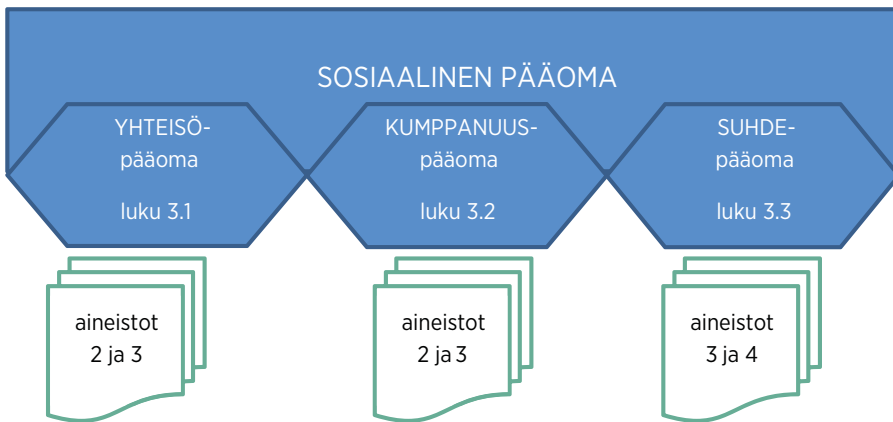 SOSIAALINEN PÄÄOMA
YHTEISÖ-
pääoma
luku 3.1
KUMPPANUUS-
pääoma
luku 3.2
SUHDE-
pääoma
luku 3.3
aineistot
2 ja 3
aineistot
2 ja 3
aineistot
3 ja 4